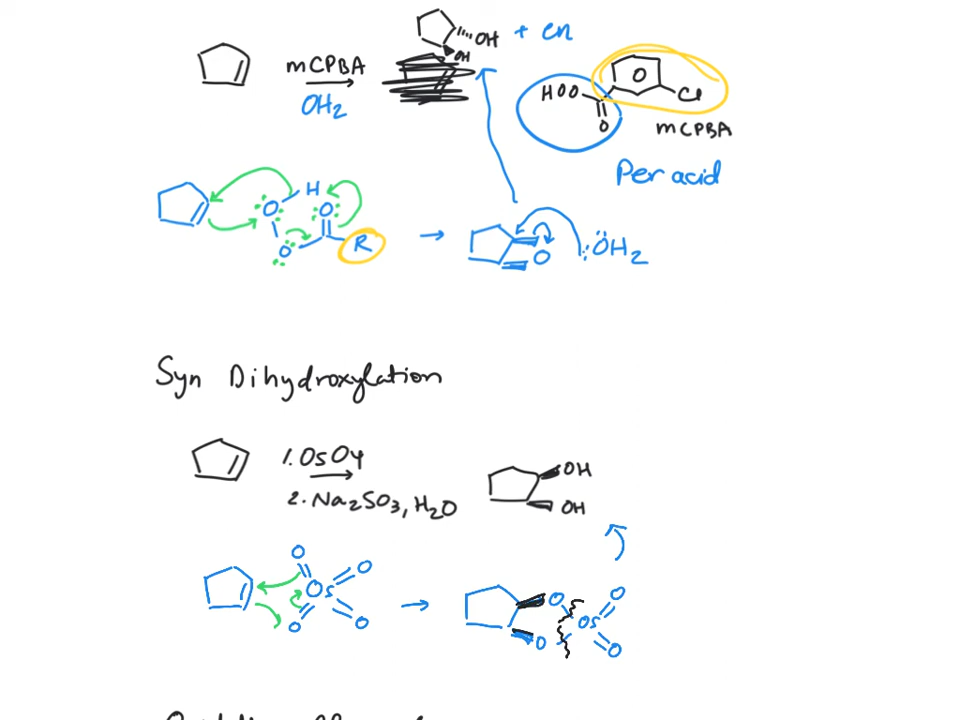 OH + en
OH
mCPBA
OH2
HOO
O
Cl
O
mCPBA
Per acid
H
O
O
O
R
O
:ÖH2
Syn Dihydroxylation
1. OsO4
2. Na2SO3, H2O
OH
OH
O
O
Os
O
O
O
O
Os
O
O
O